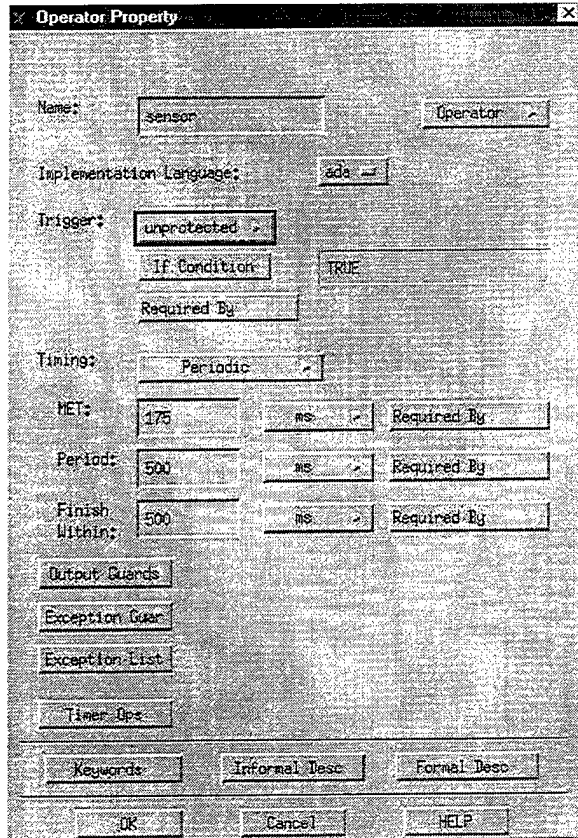 Operator Property
Name: sensor Operator
Implementation Language: ada
Trigger: unprotected
If Condition TRUE
Required By
Timing: Periodic
MET: 175 ms Required By
Period: 500 ms Required By
Finish
Within: 500 ms Required By
Output Guards
Exception Guar
Exception List
Timer Ops
Keywords Informal Desc Formal Desc
OK Cancel HELP